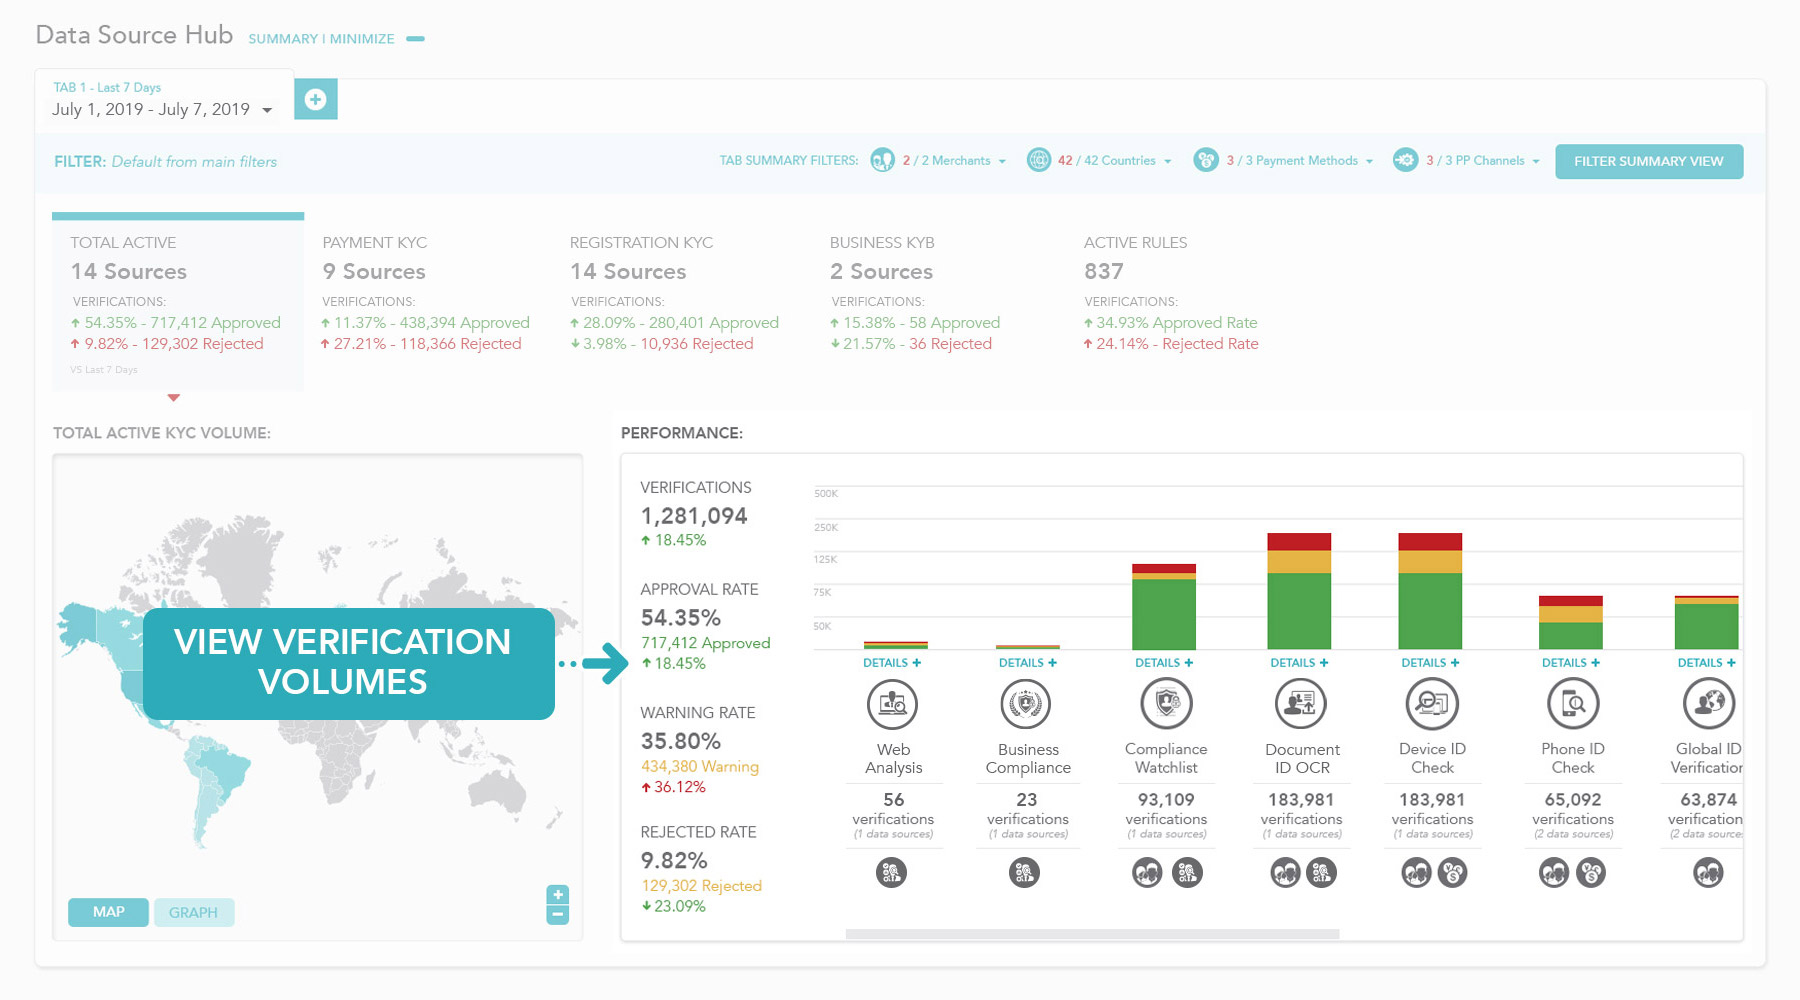 Data Source Hub SUMMARY | MINIMIZE
TAB 1 - Last 7 Days
July 1, 2019 - July 7, 2019
FILTER: Default from main filters
TAB SUMMARY FILTERS: 2 / 2 Merchants 42 / 42 Countries 3 / 3 Payment Methods 3 / 3 PP Channels FILTER SUMMARY VIEW
TOTAL ACTIVE
14 Sources
VERIFICATIONS:
54.35% - 717,412 Approved
9.82% - 129,302 Rejected
VS Last 7 Days
PAYMENT KYC
9 Sources
VERIFICATIONS:
11.37% - 438,394 Approved
27.21% - 118,366 Rejected
REGISTRATION KYC
14 Sources
VERIFICATIONS:
28.09% - 280,401 Approved
3.98% - 10,936 Rejected
BUSINESS KYB
2 Sources
VERIFICATIONS:
15.38% - 58 Approved
21.57% - 36 Rejected
ACTIVE RULES
837
VERIFICATIONS:
34.93% Approved Rate
24.14% - Rejected Rate
TOTAL ACTIVE KYC VOLUME:
VIEW VERIFICATION
VOLUMES
MAP GRAPH
PERFORMANCE:
VERIFICATIONS
1,281,094
18.45%
APPROVAL RATE
54.35%
717,412 Approved
18.45%
WARNING RATE
35.80%
434,380 Warning
36.12%
REJECTED RATE
9.82%
129,302 Rejected
23.09%
500K
250K
125K
75K
50K
DETAILS +
Web
Analysis
56
verifications
(1 data sources)
DETAILS +
Business
Compliance
23
verifications
(1 data sources)
DETAILS +
Compliance
Watchlist
93,109
verifications
(1 data sources)
DETAILS +
Document
ID OCR
183,981
verifications
(1 data sources)
DETAILS +
Device ID
Check
183,981
verifications
(1 data sources)
DETAILS +
Phone ID
Check
65,092
verifications
(2 data sources)
DETAILS +
Global ID
Verification
63,874
verification
(2 data source